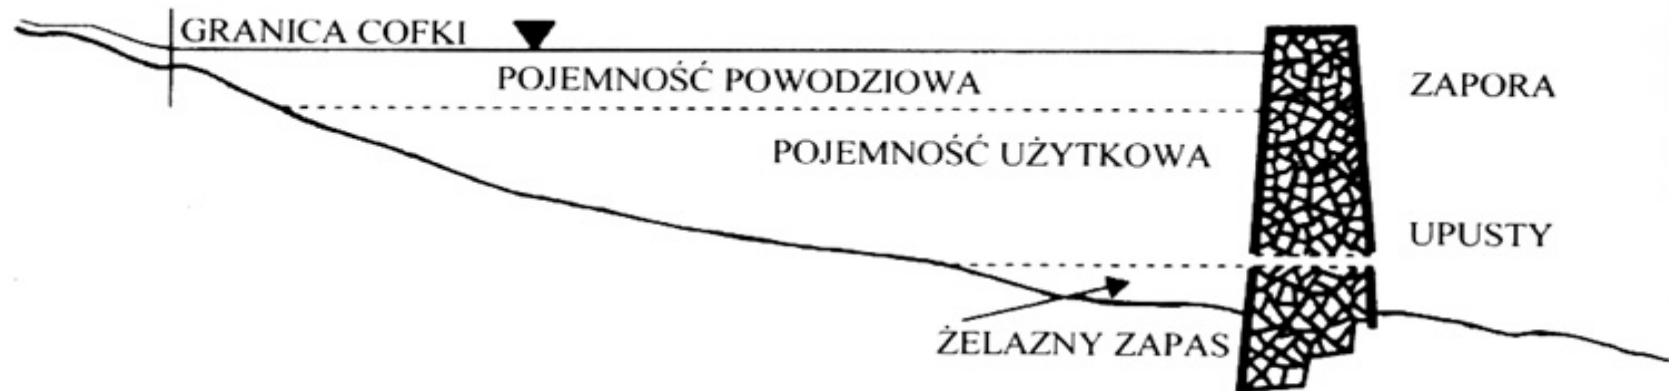 GRANICA COFKI
POJEMNOŚĆ POWODZIOWA
ZAPORA
POJEMNOŚĆ UŻYTKOWA
UPUSTY
ŻELAZNY ZAPAS